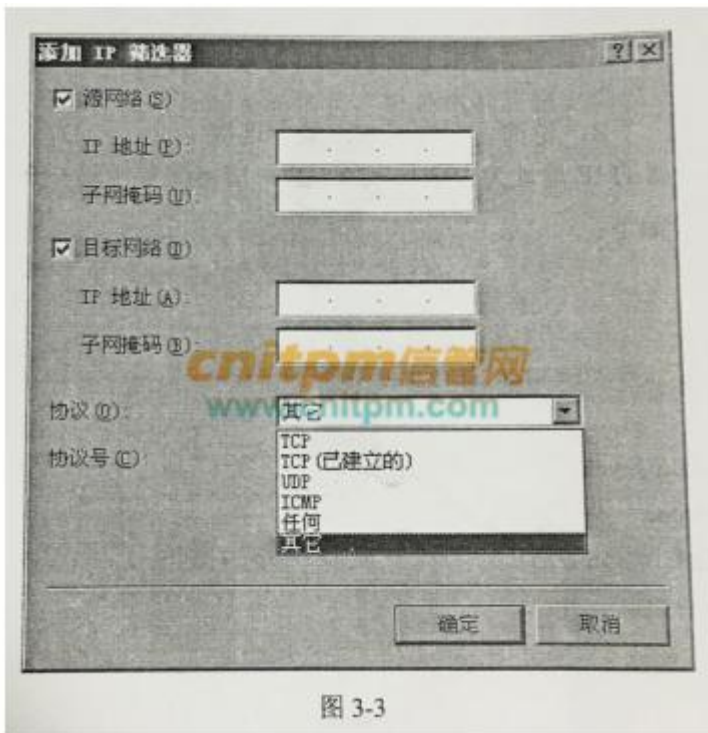 添加 IP 筛选器
源网络(S)
IP 地址(P):
子网掩码(U):
目标网络(D)
IP 地址(A):
子网掩码(B):
cnitpm信管网
www.cnitpm.com
协议(O): 其它
协议号(C)
TCP
TCP(已建立的)
UDP
ICMP
任何
其它
确定 取消
图 3-3